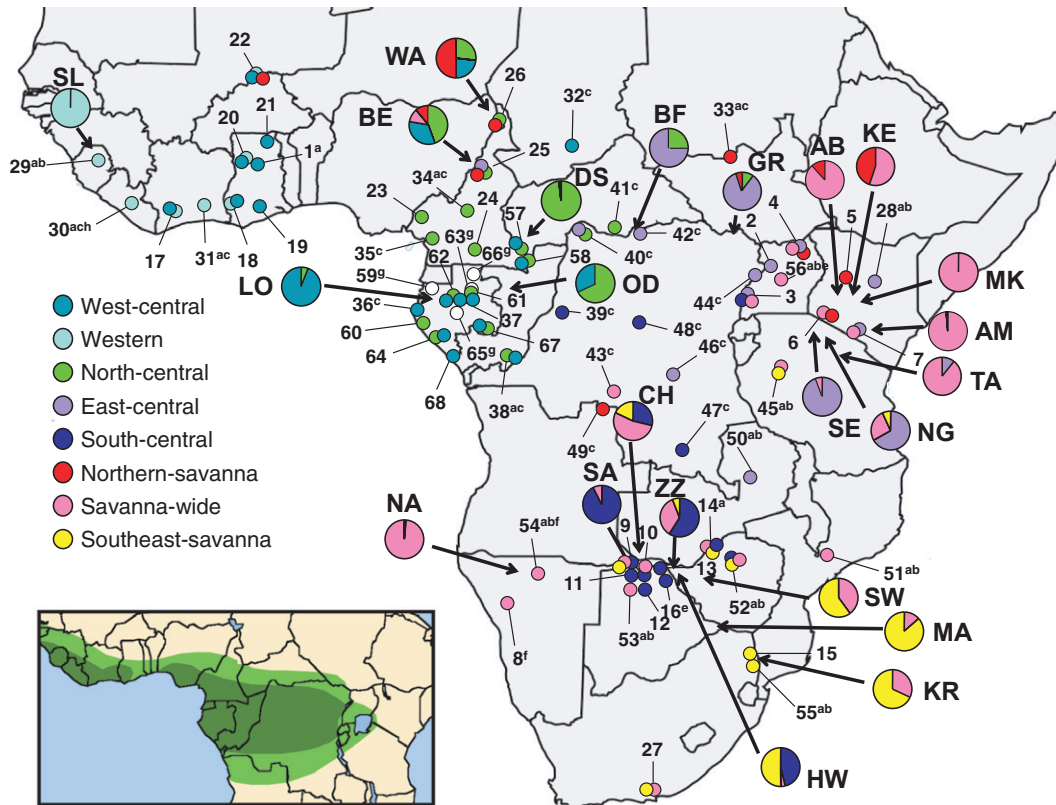 22
WA
26
32ᶜ
SL
21
20
BE
BF
33ᵃᶜ
AB
KE
29ᵃᵇ
1ᵃ
25
GR
34ᵃᶜ
DS
41ᶜ
23
24
57
2
4
5
28ᵃᵇ
30ᵃᶜʰ
17
31ᵃᶜ
18
19
35ᶜ
63ᵍ
62
66ᵍ
58
40ᶜ
42ᶜ
56ᵃᵇᵉ
MK
59ᵍ
LO
61
OD
44ᶜ
3
36ᶜ
37
39ᶜ
48ᶜ
AM
60
64
65ᵍ
67
6
7
43ᶜ
46ᶜ
TA
68
38ᵃᶜ
CH
45ᵃᵇ
SE
NG
49ᶜ
47ᶜ
50ᵃᵇ
West-central
Western
North-central
East-central
South-central
Northern-savanna
Savanna-wide
Southeast-savanna
SA
ZZ
NA
54ᵃᵇᶠ
9
10
14ᵃ
13
51ᵃᵇ
11
16ᵉ
52ᵃᵇ
SW
12
53ᵃᵇ
8ᶠ
MA
15
KR
55ᵃᵇ
27
HW